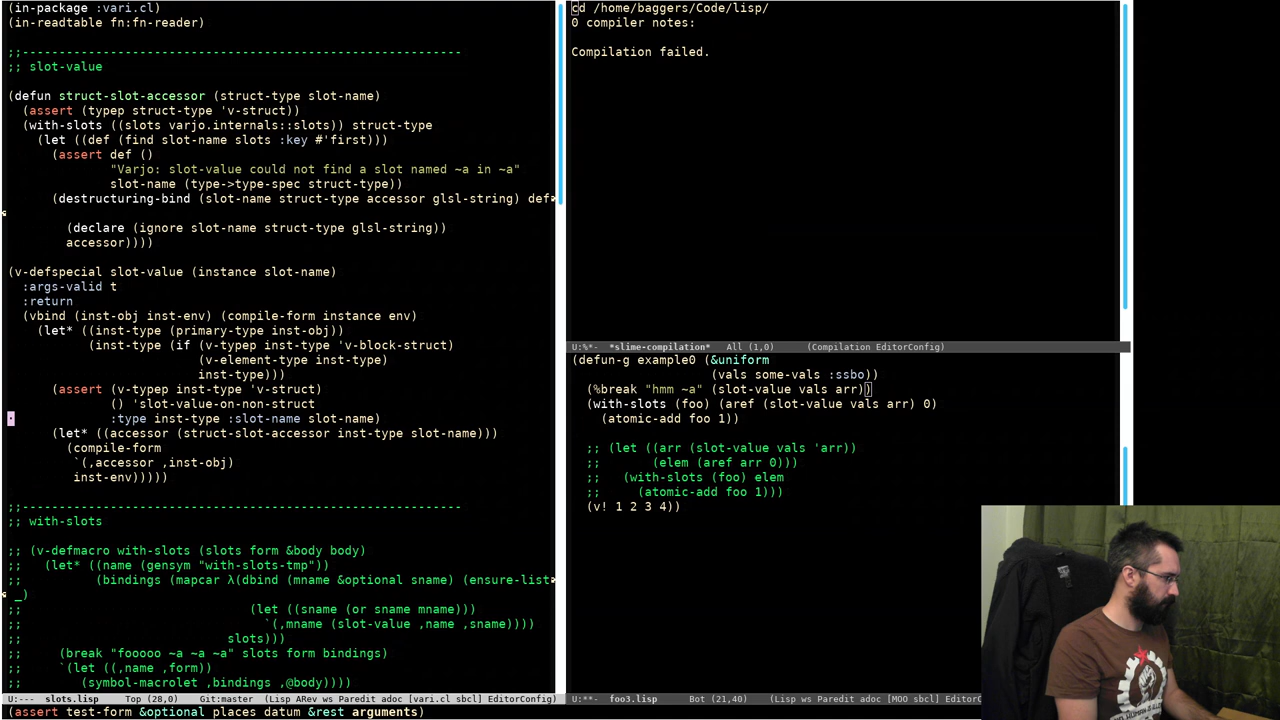 (in-package :vari.cl)
(in-readtable fn:fn-reader)
;;----------------------------------------------------------
;; slot-value
(defun struct-slot-accessor (struct-type slot-name)
(assert (typep struct-type 'v-struct))
(with-slots ((slots varjo.internals::slots)) struct-type
(let ((def (find slot-name slots :key #'first)))
(assert def ()
"Varjo: slot-value could not find a slot named ~a in ~a"
slot-name (type->type-spec struct-type))
(destructuring-bind (slot-name struct-type accessor glsl-string) def
(declare (ignore slot-name struct-type glsl-string))
accessor))))
(v-defspecial slot-value (instance slot-name)
:args-valid t
:return
(vbind (inst-obj inst-env) (compile-form instance env)
(let* ((inst-type (primary-type inst-obj))
(inst-type (if (v-typep inst-type 'v-block-struct)
(v-element-type inst-type)
inst-type)))
(assert (v-typep inst-type 'v-struct)
() 'slot-value-on-non-struct
:type inst-type :slot-name slot-name)
(let* ((accessor (struct-slot-accessor inst-type slot-name)))
(compile-form
`(,accessor ,inst-obj)
inst-env)))))
;;----------------------------------------------------------
;; with-slots
;; (v-defmacro with-slots (slots form &body body)
;;   (let* ((name (gensym "with-slots-tmp"))
;;          (bindings (mapcar λ(dbind (mname &optional sname) (ensure-list
_)
;;                              (let ((sname (or sname mname)))
;;                                `(,mname (slot-value ,name ,sname))))
;;                           slots)))
;;     (break "fooooo ~a ~a ~a" slots form bindings)
;;     `(let ((,name ,form))
;;        (symbol-macrolet ,bindings ,@body))))
U:--- slots.lisp Top (28,0) Git:master (Lisp ARev ws Paredit adoc [vari.cl sbcl] EditorConfig)
(assert test-form &optional places datum &rest arguments)
cd /home/baggers/Code/lisp/
0 compiler notes:
Compilation failed.
U:%*- *slime-compilation* All (1,0) (Compilation EditorConfig)
(defun-g example0 (&uniform
(vals some-vals :ssbo))
(%break "hmm ~a" (slot-value vals arr))
(with-slots (foo) (aref (slot-value vals arr) 0)
(atomic-add foo 1))
;; (let ((arr (slot-value vals 'arr))
;;       (elem (aref arr 0)))
;;   (with-slots (foo) elem
;;     (atomic-add foo 1)))
(v! 1 2 3 4))
U:**- foo3.lisp Bot (21,40) (Lisp ws Paredit adoc [MOO sbcl] EditorConfig)